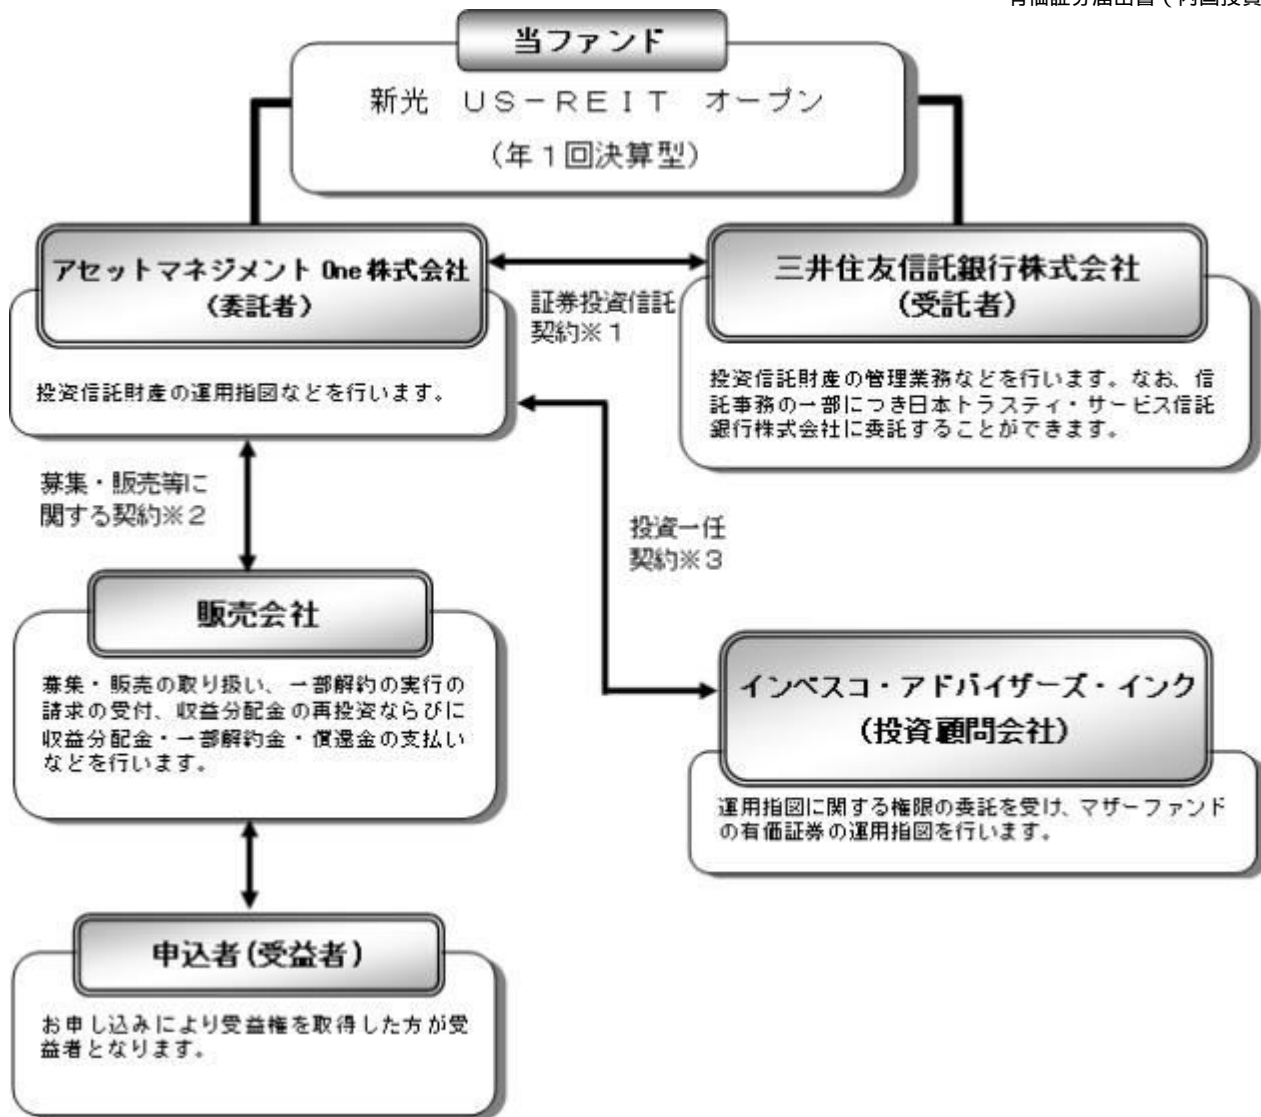 当ファンド
新光 US-REIT オープン
(年1回決算型)
アセットマネジメント One 株式会社
(委託者)
投資信託財産の運用指図などを行います。
証券投資信託
契約※1
三井住友信託銀行株式会社
(受託者)
投資信託財産の管理業務などを行います。なお、信
託事務の一部につき日本トラスティ・サービス信託
銀行株式会社に委託することができます。
募集・販売等に
関する契約※2
投資一任
契約※3
販売会社
募集・販売の取り扱い、一部解約の実行の
請求の受付、収益分配金の再投資ならびに
収益分配金・一部解約金・償還金の支払い
などを行います。
インベスコ・アドバイザーズ・インク
(投資顧問会社)
運用指図に関する権限の委託を受け、マザーファンド
の有価証券の運用指図を行います。
申込者(受益者)
お申し込みにより受益権を取得した方が受
益者となります。